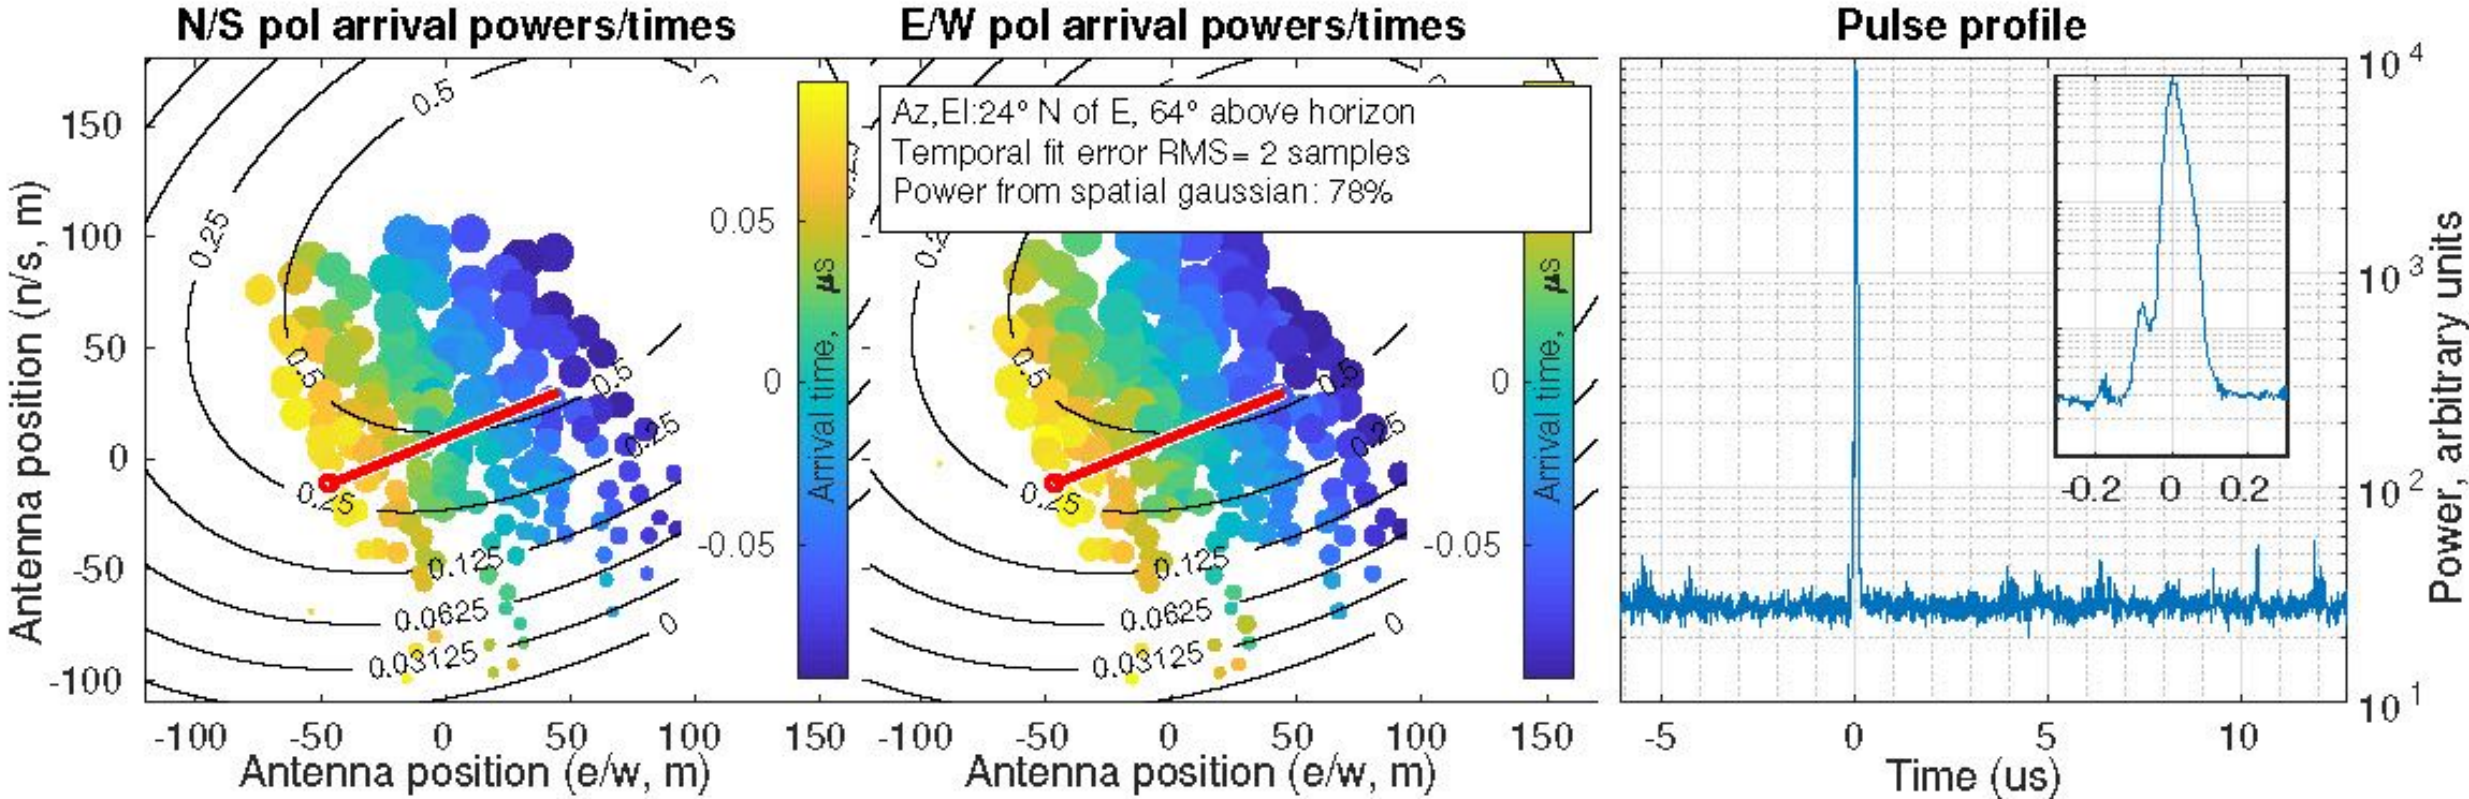 N/S pol arrival powers/times
E/W pol arrival powers/times
Pulse profile
Az,El:24° N of E, 64° above horizon
Temporal fit error RMS= 2 samples
Power from spatial gaussian: 78%
Antenna position (n/s, m)
150
100
50
0
-50
-100
0.5
0.25
0.5
0.5
0.25
0.25
0.125
0.0625
0.03125
0
0.05
0
-0.05
Arrival time, μs
-100 -50 0 50 100 150
Antenna position (e/w, m)
0.5
0.5
0.25
0.25
0.125
0.0625
0.03125
0
0
-0.05
Arrival time, μs
-100 -50 0 50 100 150
Antenna position (e/w, m)
-0.2 0 0.2
10^4
10^3
10^2
10^1
Power, arbitrary units
-5 0 5 10
Time (us)